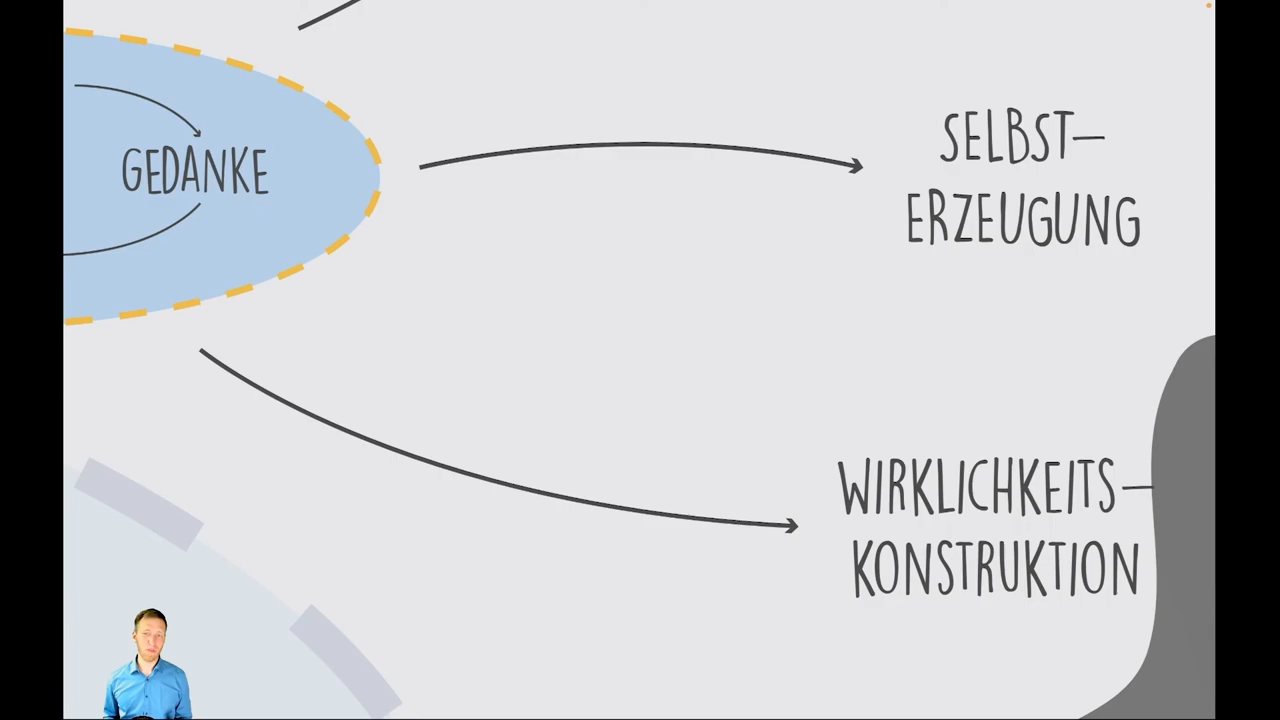 GEDANKE
SELBST–
ERZEUGUNG
WIRKLICHKEITS–
KONSTRUKTION